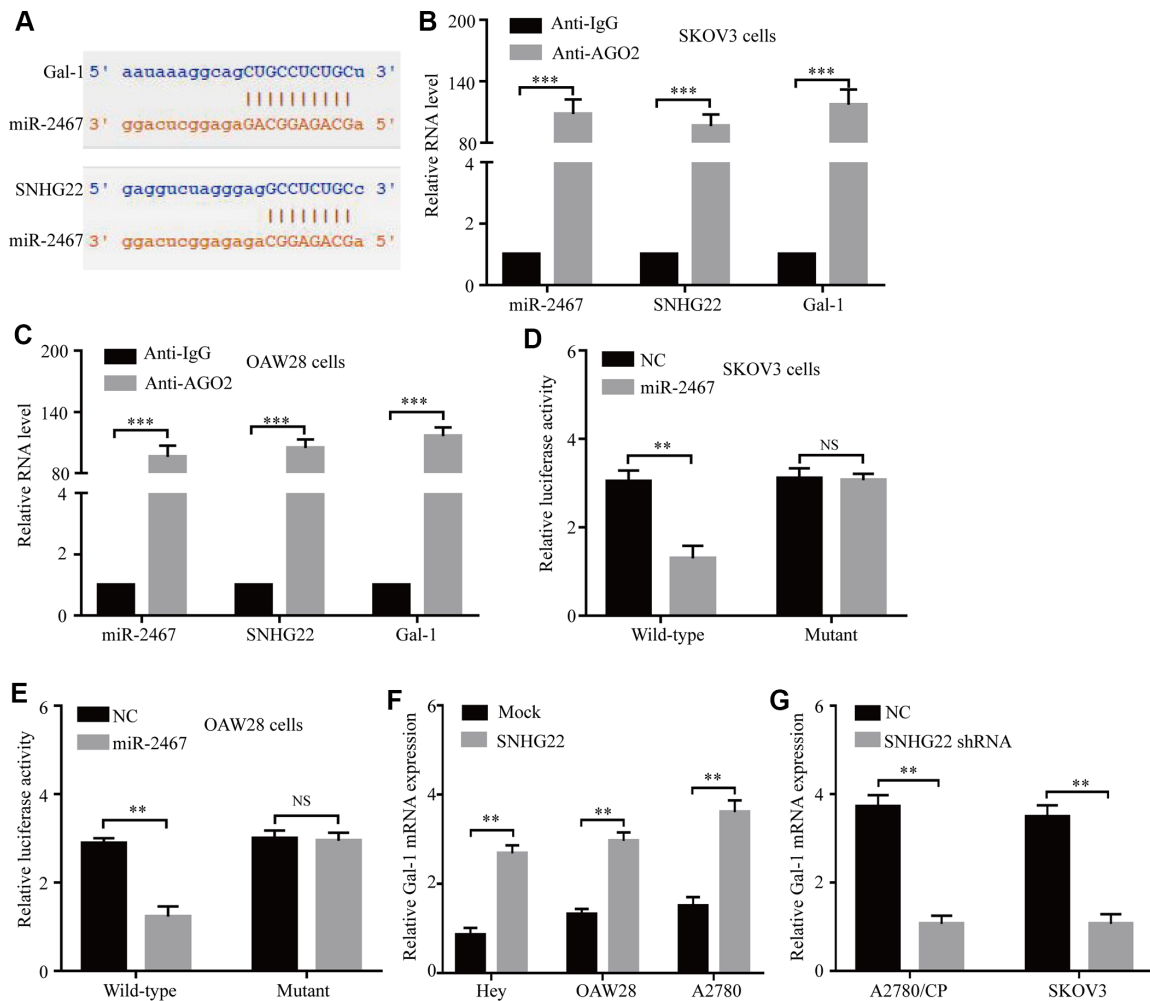 A
Gal-1 5' aauaaaggcagCUGCCUCUGCu 3'
miR-2467 3' ggacucggagaGACGGAGACGa 5'
SNHG22 5' gaggucuagggagGCCUCUGCc 3'
miR-2467 3' ggacucggagagaCGGAGACGa 5'
B
Anti-IgG
Anti-AGO2
SKOV3 cells
Relative RNA level
200
140
80
4
2
0
*** *** ***
miR-2467 SNHG22 Gal-1
C
Anti-IgG
Anti-AGO2
OAW28 cells
Relative RNA level
200
140
80
4
2
0
*** *** ***
miR-2467 SNHG22 Gal-1
D
NC
miR-2467
SKOV3 cells
Relative luciferase activity
6
4
2
0
** NS
Wild-type Mutant
E
NC
miR-2467
OAW28 cells
Relative luciferase activity
6
4
2
0
** NS
Wild-type Mutant
F
Mock
SNHG22
Relative Gal-1 mRNA expression
6
4
2
0
** ** **
Hey OAW28 A2780
G
NC
SNHG22 shRNA
Relative Gal-1 mRNA expression
6
4
2
0
** **
A2780/CP SKOV3